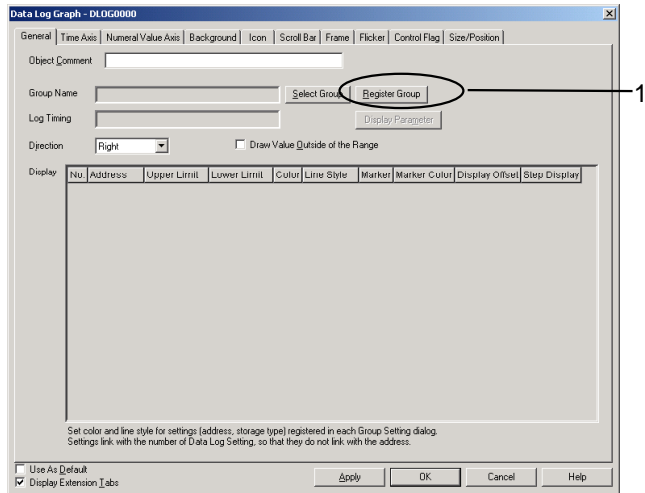 Data Log Graph - DLOG0000
General Time Axis Numeral Value Axis Background Icon Scroll Bar Frame Flicker Control Flag Size/Position
Object Comment
Group Name Select Group Register Group 1
Log Timing Display Parameter
Direction Right Draw Value Outside of the Range
Display No. Address Upper Limit Lower Limit Color Line Style Marker Marker Color Display Offset Step Display
Set color and line style for settings (address, storage type) registered in each Group Setting dialog.
Settings link with the number of Data Log Setting, so that they do not link with the address.
Use As Default
Display Extension Tabs Apply OK Cancel Help